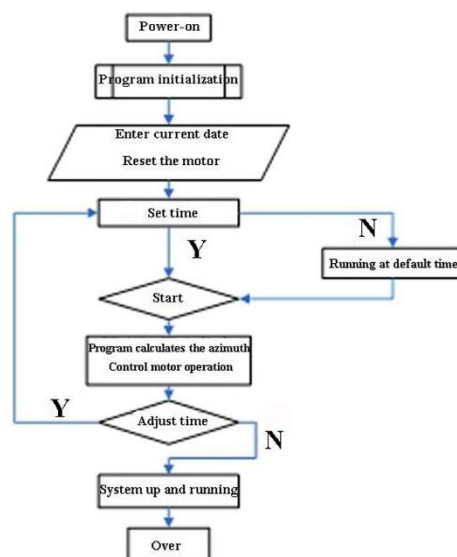 Power-on
Program initialization
Enter current date
Reset the motor
Set time
N
Y
Running at default time
Start
Program calculates the azimuth
Control motor operation
Y
Adjust time
N
System up and running
Over